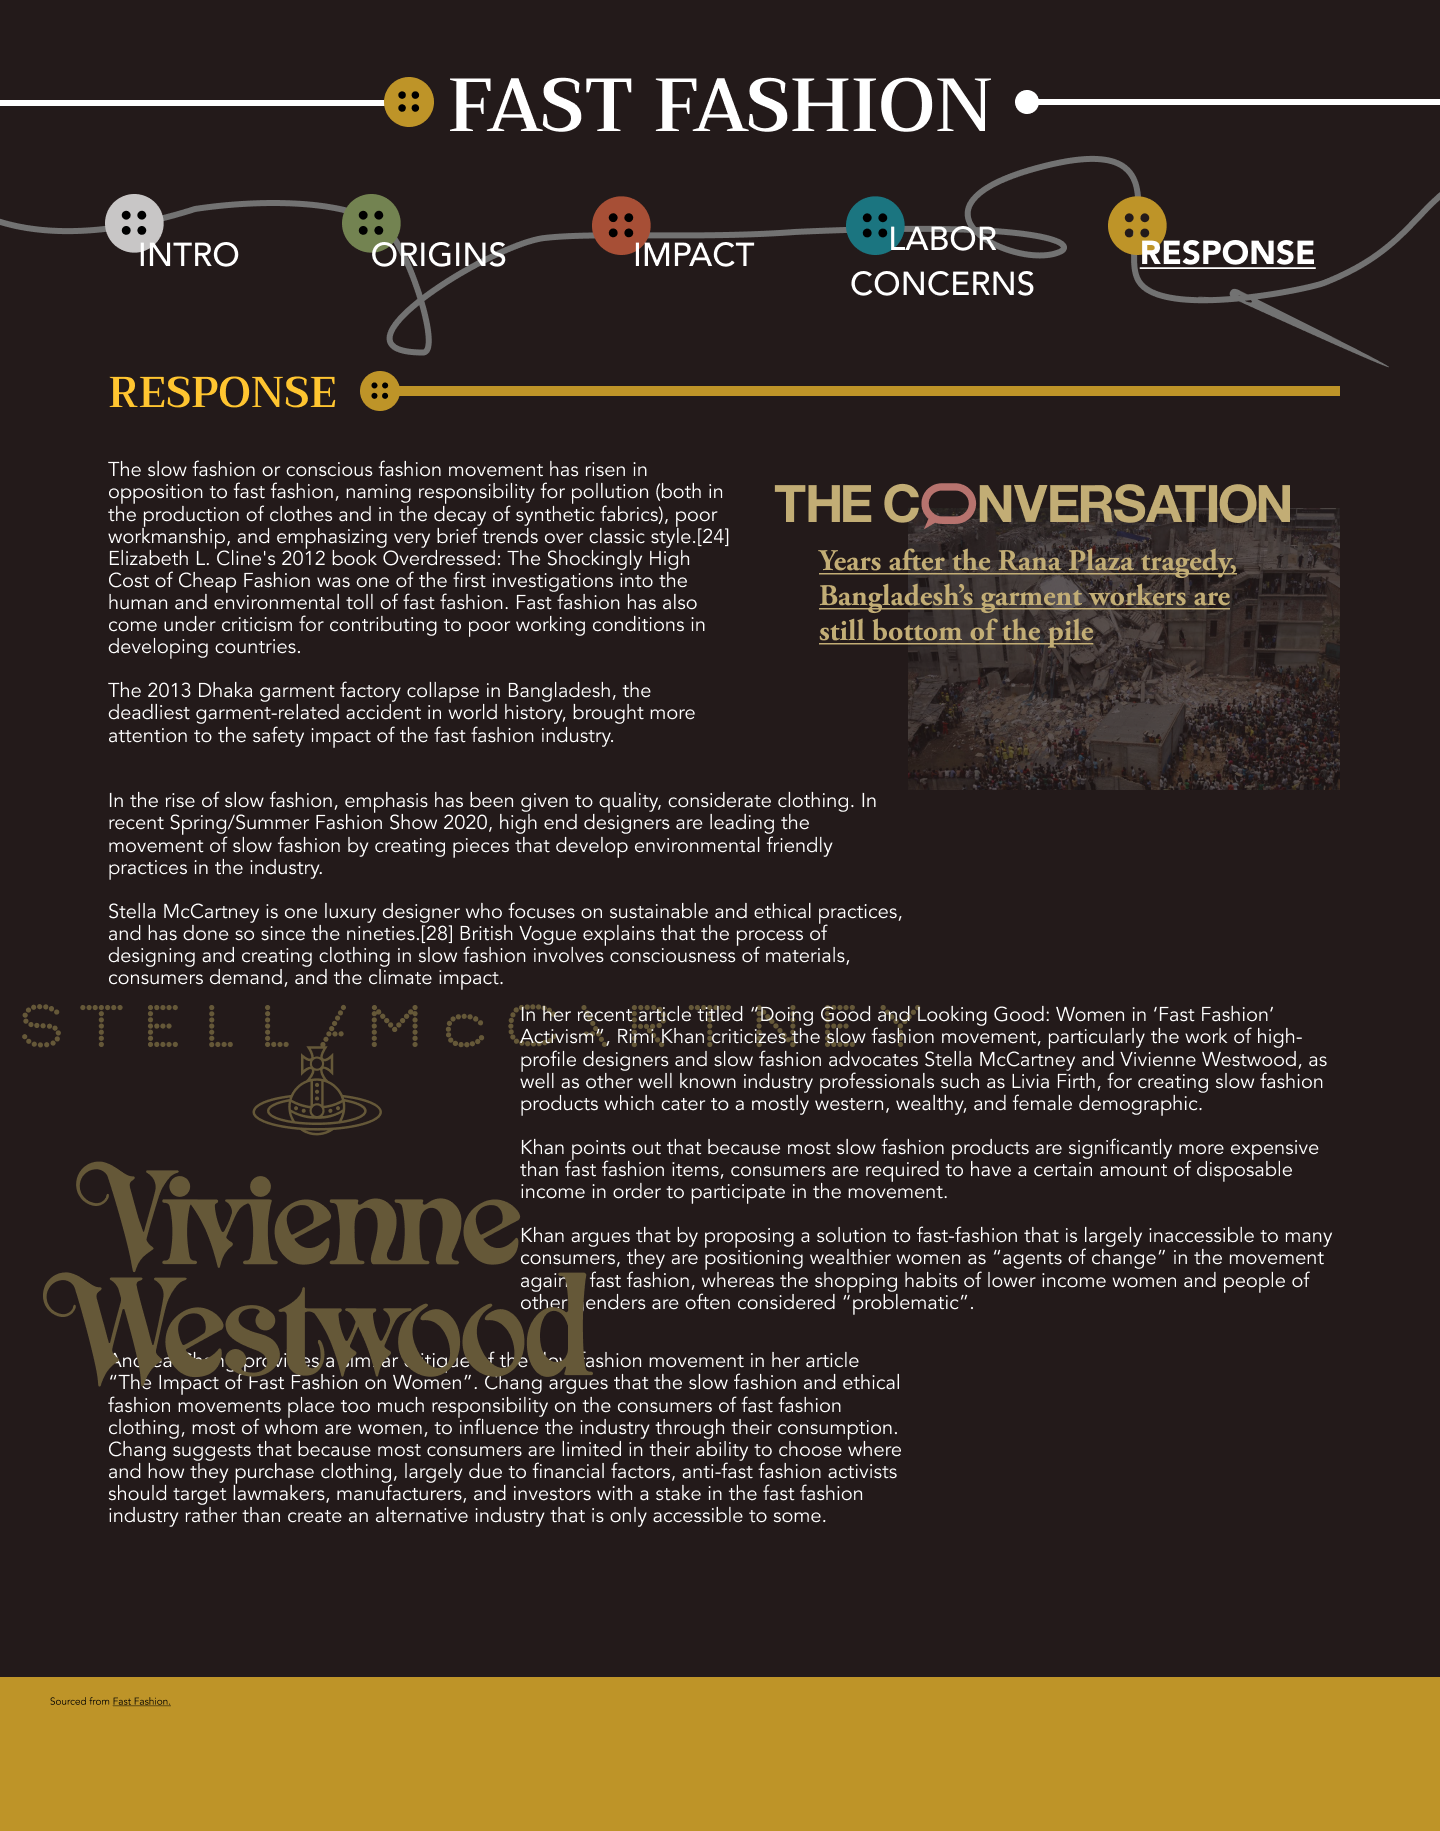 FAST FASHION
INTRO
ORIGINS
IMPACT
LABOR
CONCERNS
RESPONSE
RESPONSE
The slow fashion or conscious fashion movement has risen in
opposition to fast fashion, naming responsibility for pollution (both in
the production of clothes and in the decay of synthetic fabrics), poor
workmanship, and emphasizing very brief trends over classic style.[24]
Elizabeth L. Cline's 2012 book Overdressed: The Shockingly High
Cost of Cheap Fashion was one of the first investigations into the
human and environmental toll of fast fashion. Fast fashion has also
come under criticism for contributing to poor working conditions in
developing countries.
The 2013 Dhaka garment factory collapse in Bangladesh, the
deadliest garment-related accident in world history, brought more
attention to the safety impact of the fast fashion industry.
THE CONVERSATION
Years after the Rana Plaza tragedy,
Bangladesh’s garment workers are
still bottom of the pile
In the rise of slow fashion, emphasis has been given to quality, considerate clothing. In
recent Spring/Summer Fashion Show 2020, high end designers are leading the
movement of slow fashion by creating pieces that develop environmental friendly
practices in the industry.
Stella McCartney is one luxury designer who focuses on sustainable and ethical practices,
and has done so since the nineties.[28] British Vogue explains that the process of
designing and creating clothing in slow fashion involves consciousness of materials,
consumers demand, and the climate impact.
STELL/McCARTNEY
In her recent article titled “Doing Good and Looking Good: Women in ‘Fast Fashion’
Activism”, Rimi Khan criticizes the slow fashion movement, particularly the work of high-
profile designers and slow fashion advocates Stella McCartney and Vivienne Westwood, as
well as other well known industry professionals such as Livia Firth, for creating slow fashion
products which cater to a mostly western, wealthy, and female demographic.
Khan points out that because most slow fashion products are significantly more expensive
than fast fashion items, consumers are required to have a certain amount of disposable
income in order to participate in the movement.
Khan argues that by proposing a solution to fast-fashion that is largely inaccessible to many
consumers, they are positioning wealthier women as “agents of change” in the movement
against fast fashion, whereas the shopping habits of lower income women and people of
other genders are often considered “problematic”.
Vivienne
Westwood
Andrea Chang provides a similar critique of the slow fashion movement in her article
“The Impact of Fast Fashion on Women”. Chang argues that the slow fashion and ethical
fashion movements place too much responsibility on the consumers of fast fashion
clothing, most of whom are women, to influence the industry through their consumption.
Chang suggests that because most consumers are limited in their ability to choose where
and how they purchase clothing, largely due to financial factors, anti-fast fashion activists
should target lawmakers, manufacturers, and investors with a stake in the fast fashion
industry rather than create an alternative industry that is only accessible to some.
Sourced from Fast Fashion.